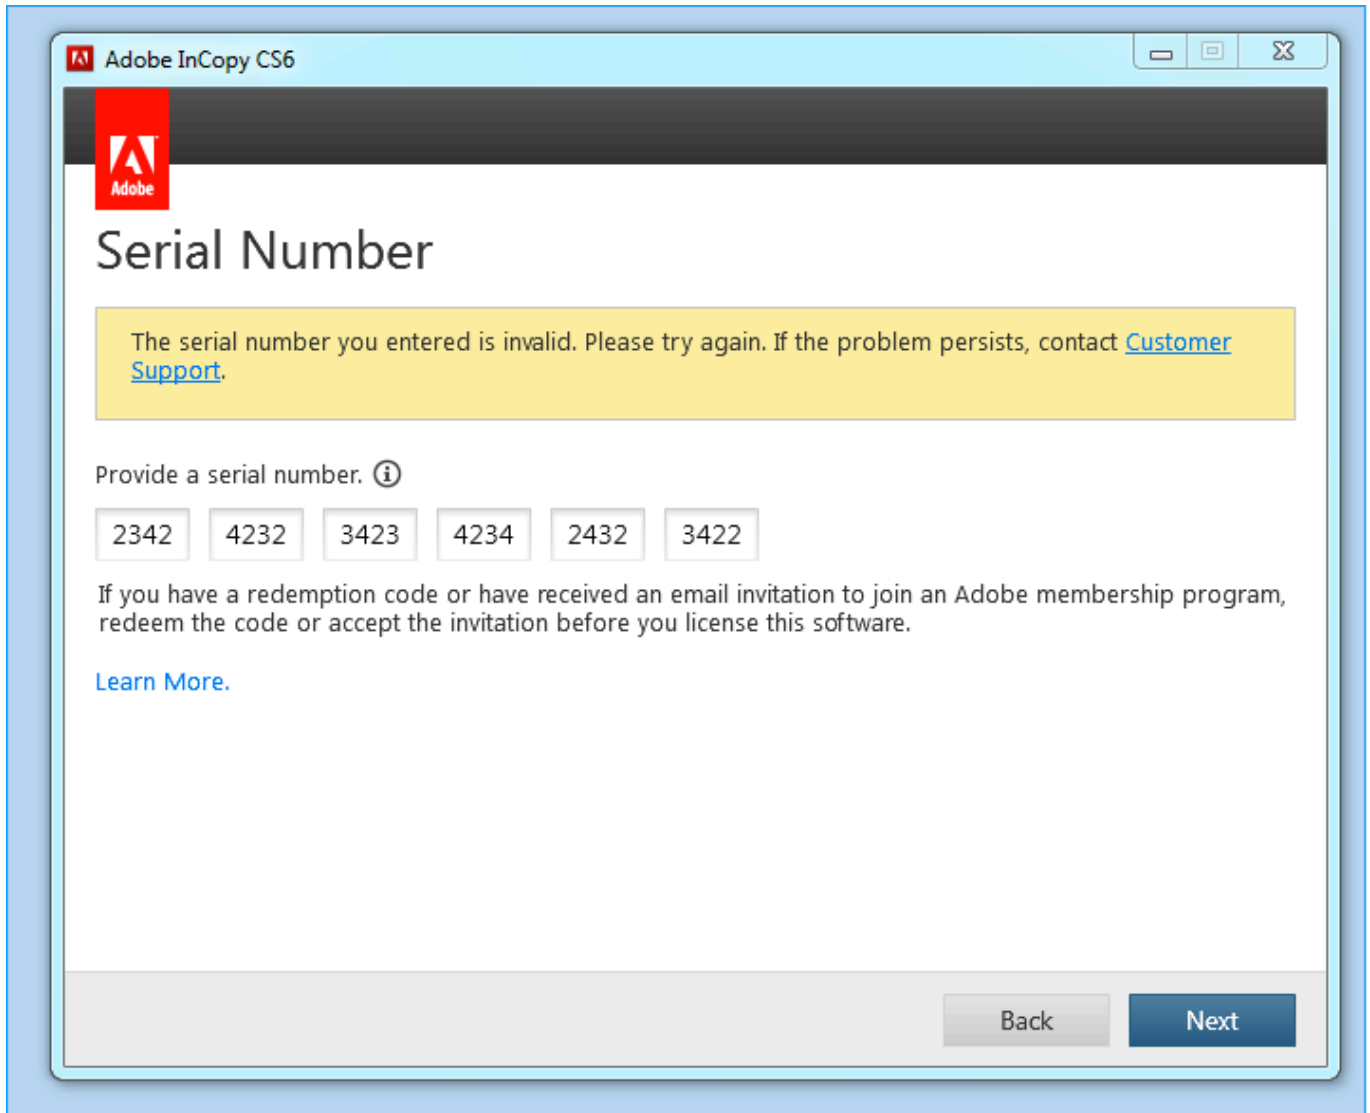 Adobe InCopy CS6
Adobe
Serial Number
The serial number you entered is invalid. Please try again. If the problem persists, contact Customer
Support.
Provide a serial number.
2342 4232 3423 4234 2432 3422
If you have a redemption code or have received an email invitation to join an Adobe membership program,
redeem the code or accept the invitation before you license this software.
Learn More.
Back Next